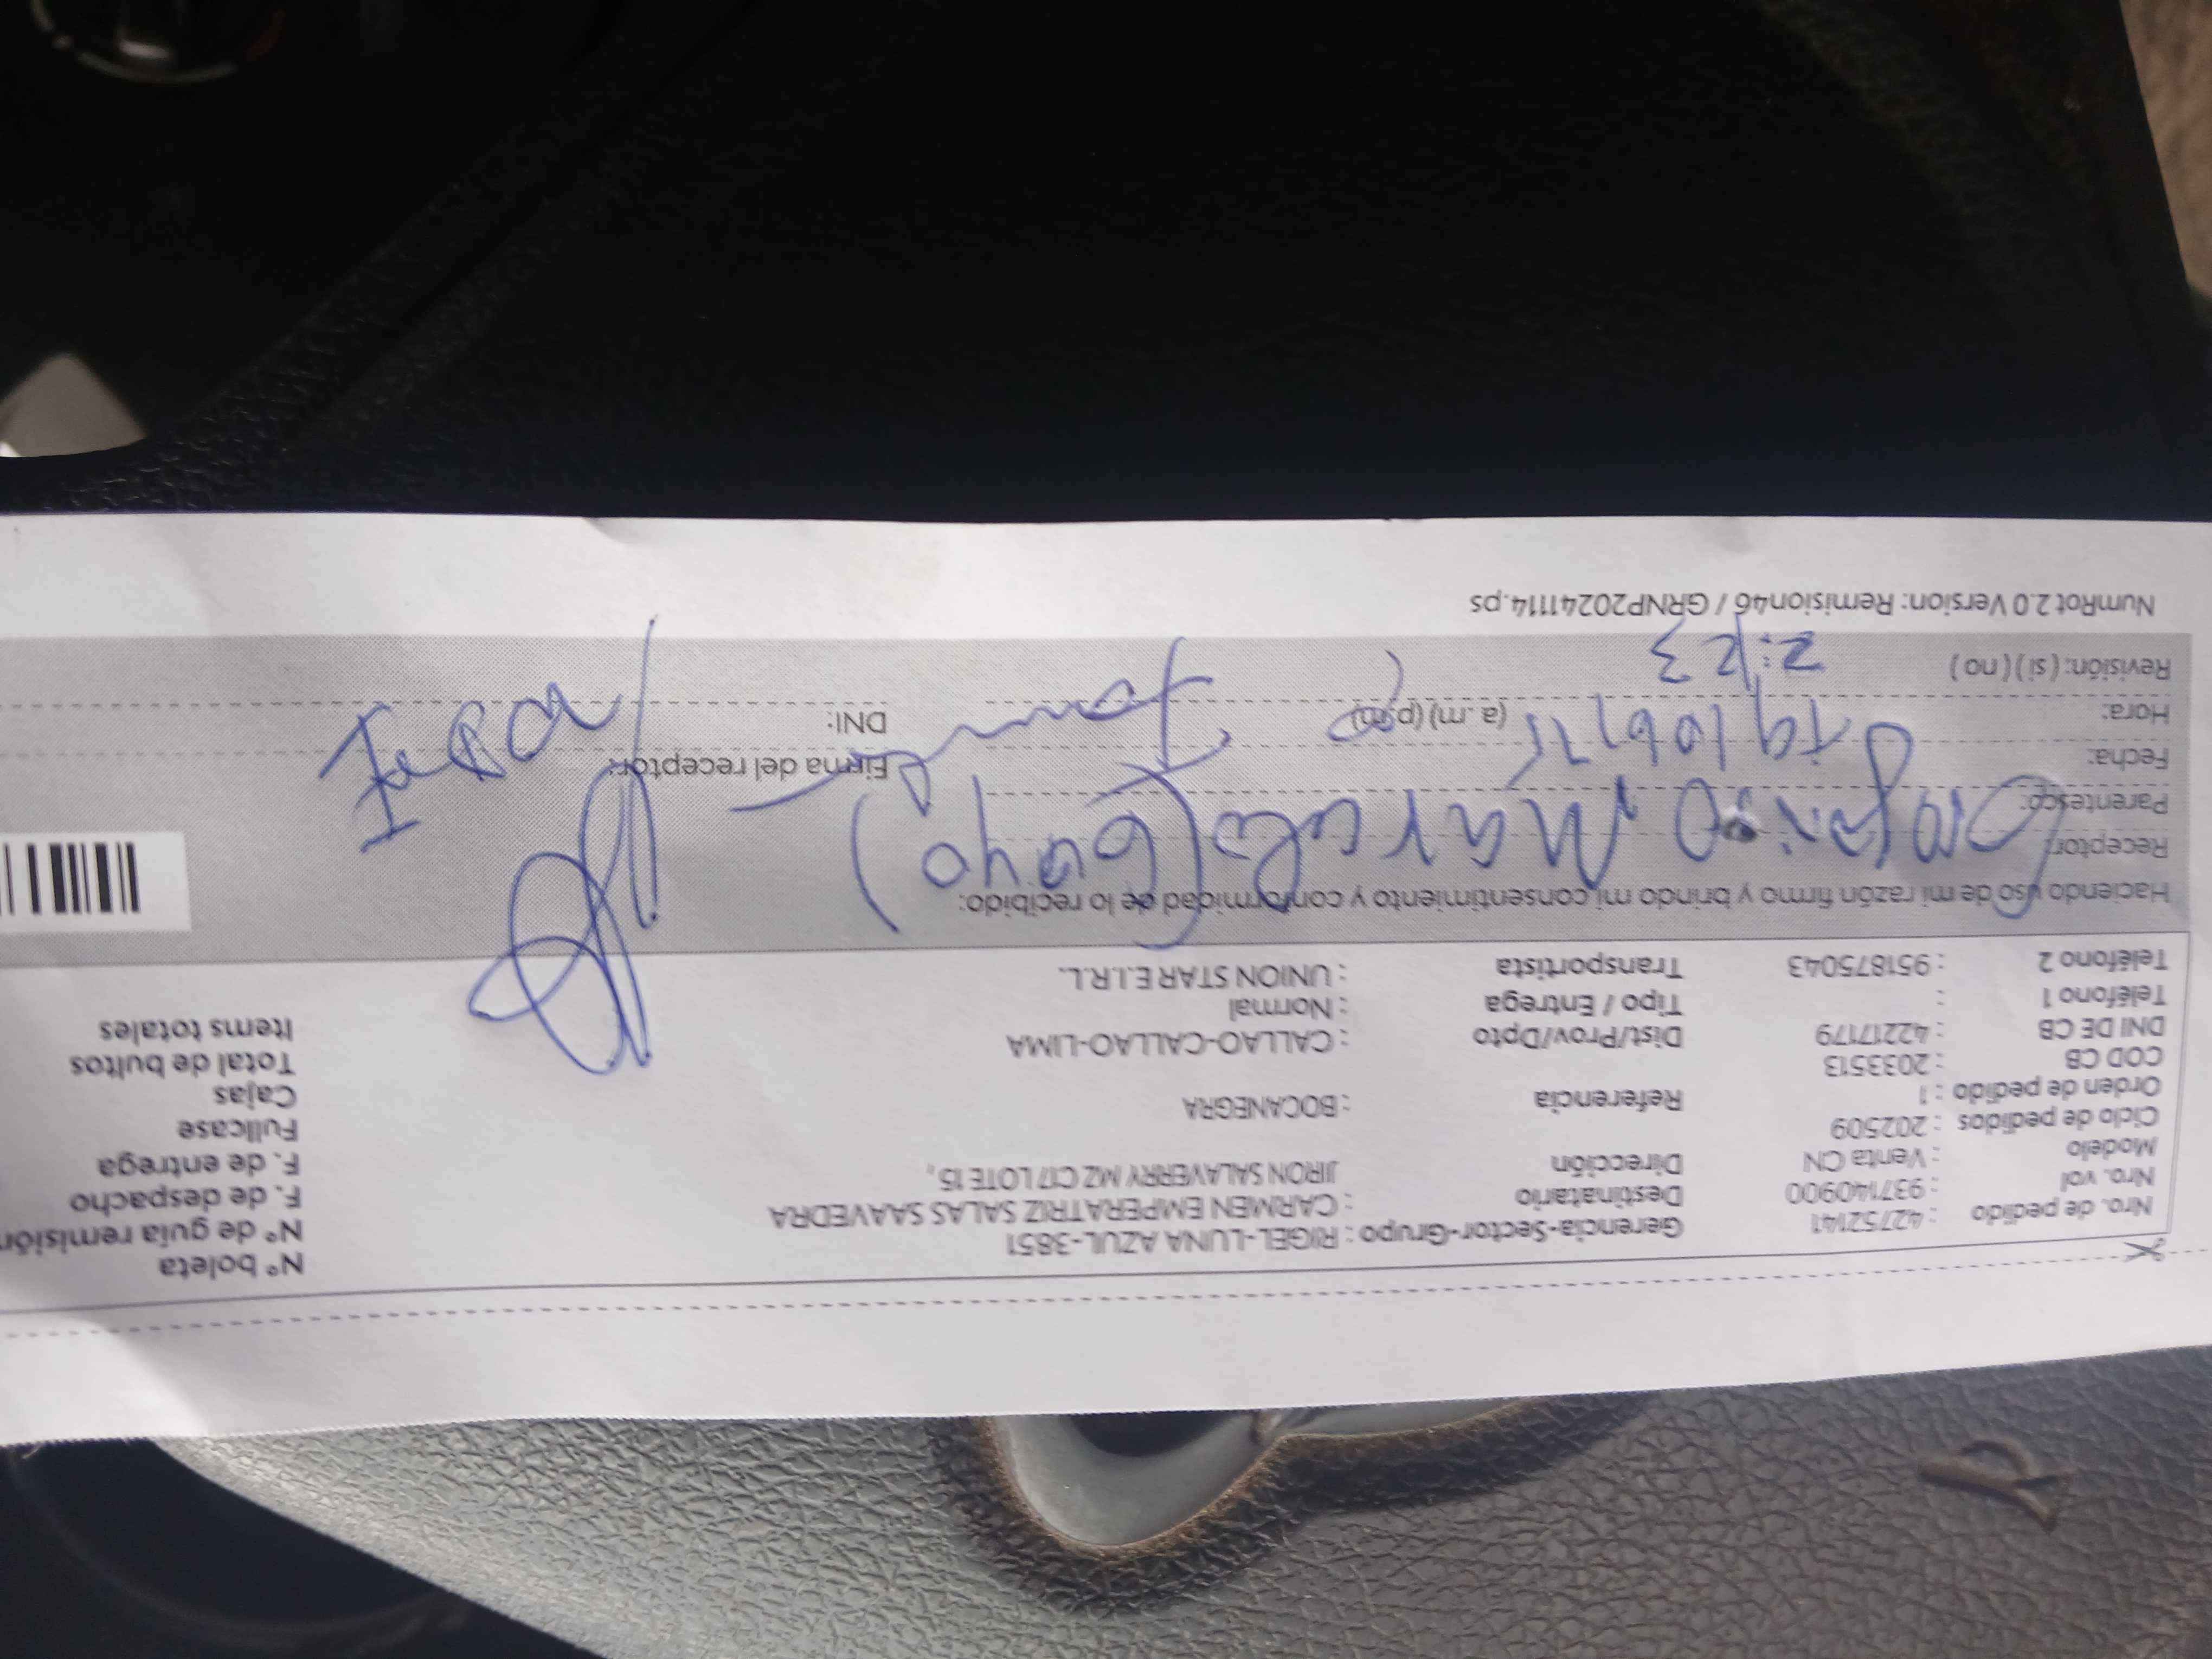 Nro. de pedido : 42752141 Gerencia-Sector-Grupo : RIGEL-LUNA AZUL-3851 N° boleta
Nro. vol : 937140900 Destinatario : CARMEN EMPERATRIZ SALAS SAAVEDRA N° de guia remisión
Modelo : Venta CN Dirección JIRON SALAVERRY MZ C17 LOTE 15, F. de despacho
Ciclo de pedidos : 202509 F. de entrega
Orden de pedido : 1 Referencia : BOCANEGRA Fullcase
COD CB : 2033513 Cajas
DNI DE CB : 42217179 Dist/Prov/Dpto : CALLAO-CALLAO-LIMA Total de bultos
Teléfono 1 : Tipo / Entrega : Normal Items totales
Teléfono 2 : 951875043 Transportista : UNION STAR E.I.R.L.
Haciendo uso de mi razón firmo y brindo mi consentimiento y conformidad de lo recibido:
Receptor:
Parentesco:
Fecha: Firma del receptor:
Hora: (a.m) (p.m) DNI:
Revisión: (si) (no)
NumRot 2.0 Version: Remision46 / GRNP20241114.ps